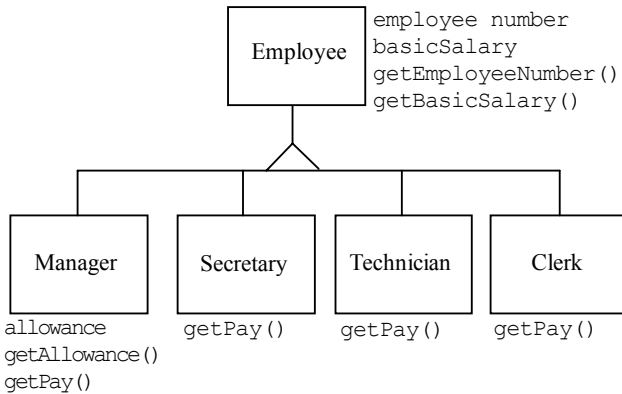 Employee
employee number
basicSalary
getEmployeeNumber()
getBasicSalary()
Manager
Secretary
Technician
Clerk
allowance
getAllowance()
getPay()
getPay()
getPay()
getPay()